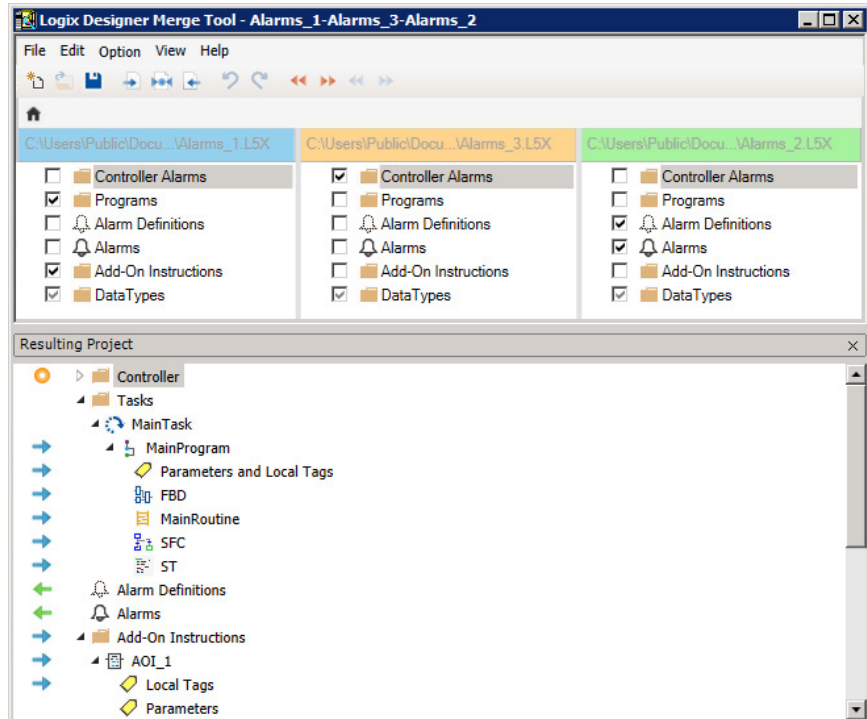 Logix Designer Merge Tool - Alarms_1-Alarms_3-Alarms_2
File Edit Option View Help
C:\Users\Public\Docu...\Alarms_1.L5X C:\Users\Public\Docu...\Alarms_3.L5X C:\Users\Public\Docu...\Alarms_2.L5X
Controller Alarms Controller Alarms Controller Alarms
Programs Programs Programs
Alarm Definitions Alarm Definitions Alarm Definitions
Alarms Alarms Alarms
Add-On Instructions Add-On Instructions Add-On Instructions
DataTypes DataTypes DataTypes
Resulting Project
Controller
Tasks
MainTask
MainProgram
Parameters and Local Tags
FBD
MainRoutine
SFC
ST
Alarm Definitions
Alarms
Add-On Instructions
AOI_1
Local Tags
Parameters